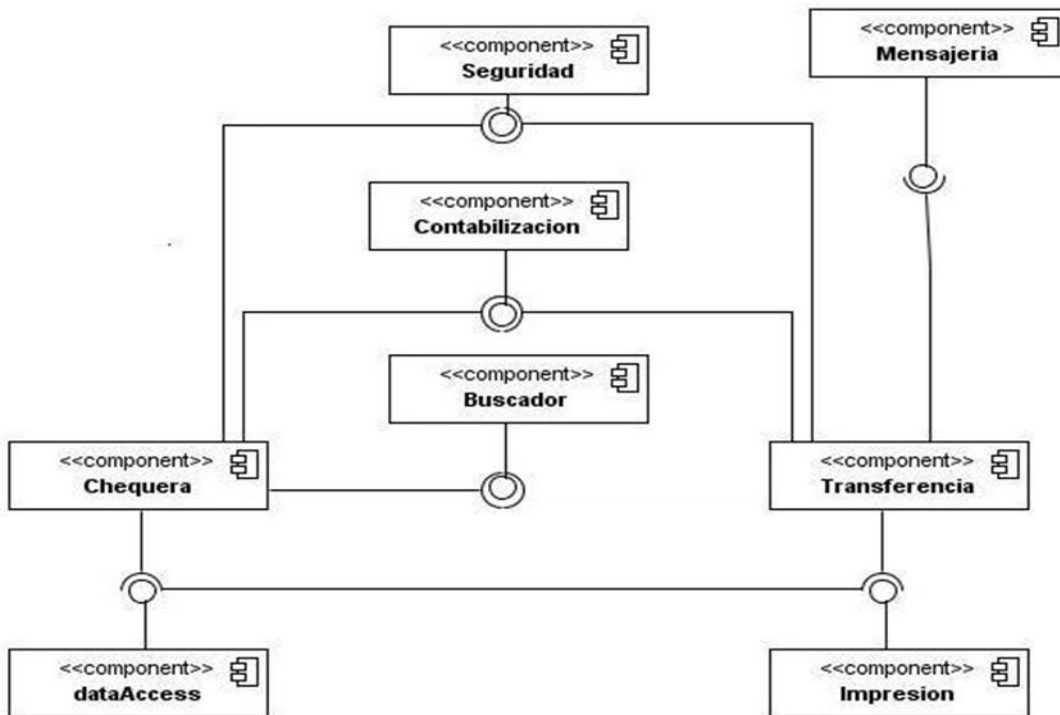 <<component>>
Seguridad
<<component>>
Mensajeria
<<component>>
Contabilizacion
<<component>>
Buscador
<<component>>
Chequera
<<component>>
Transferencia
<<component>>
dataAccess
<<component>>
Impresion